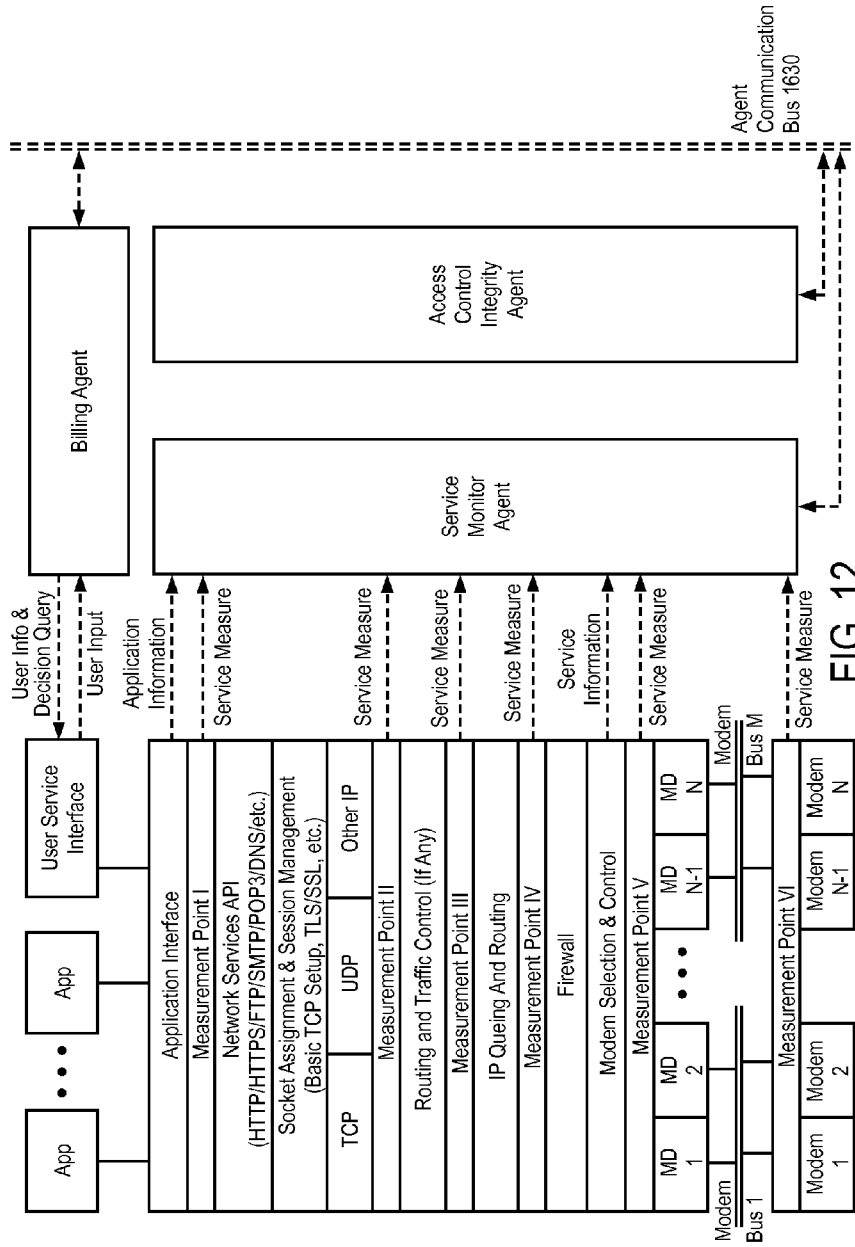 App
App
User Service
Interface
User Info &
Decision Query
User Input
Billing Agent
Application Interface
Application
Information
Measurement Point I
Service Measure
Network Services API
(HTTP/HTTPS/FTP/SMTP/POP3/DNS/etc.)
Socket Assignment & Session Management
(Basic TCP Setup, TLS/SSL, etc.)
TCP
UDP
Other IP
Measurement Point II
Service Measure
Routing and Traffic Control (If Any)
Measurement Point III
Service Measure
IP Queing And Routing
Measurement Point IV
Service Measure
Firewall
Modem Selection & Control
Service
Information
Measurement Point V
Service Measure
MD
1
MD
2
MD
N-1
MD
N
Modem
Bus 1
Modem
Bus M
Measurement Point VI
Service Measure
Modem
1
Modem
2
Modem
N-1
Modem
N
Service
Monitor
Agent
Access
Control
Integrity
Agent
Agent
Communication
Bus 1630
FIG. 12